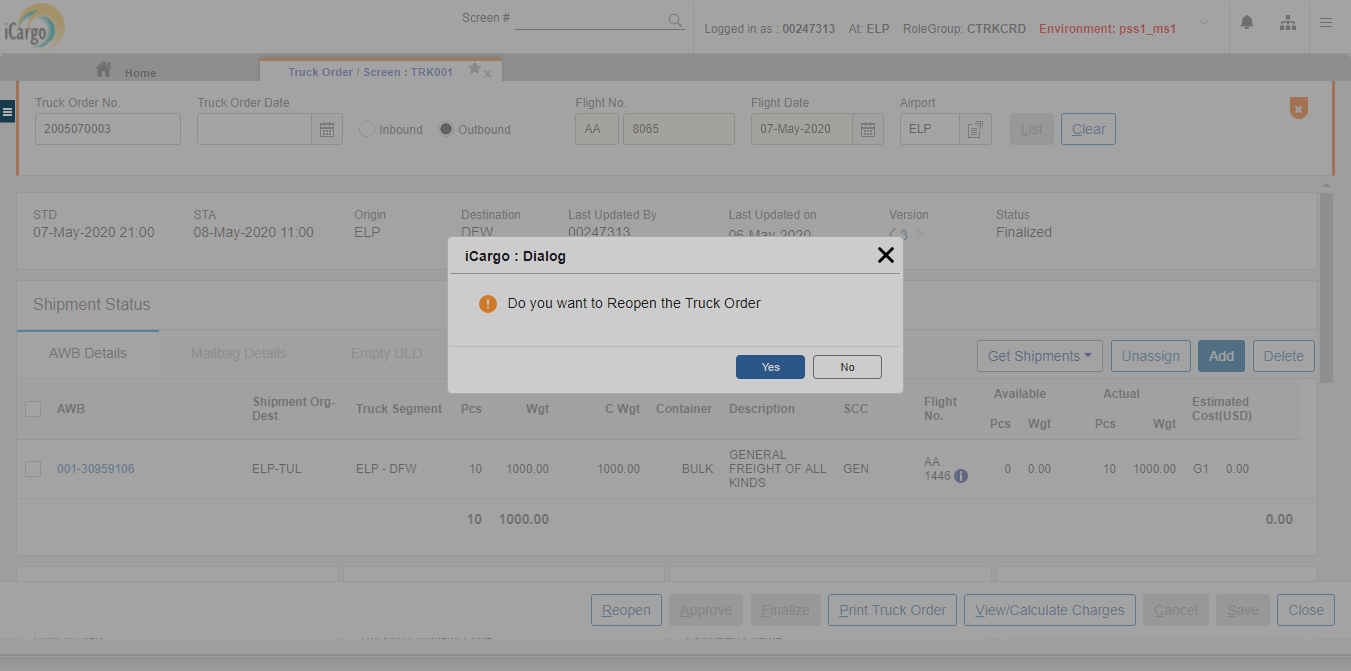 iCargo
Screen #
Logged in as : 00247313 At: ELP RoleGroup: CTRKCRD Environment: pss1_ms1
Home
Truck Order / Screen : TRK001
Truck Order No. Truck Order Date Flight No. Flight Date Airport
2005070003 Inbound Outbound AA 8065 07-May-2020 ELP List Clear
STD STA Origin Destination Last Updated By Last Updated on Version Status
07-May-2020 21:00 08-May-2020 11:00 ELP DFW 00247313 06-May-2020 3 Finalized
iCargo : Dialog
Do you want to Reopen the Truck Order
Yes No
Shipment Status
AWB Details Mailbag Details Empty ULD Get Shipments Unassign Add Delete
AWB Shipment Org-Dest Truck Segment Pcs Wgt C Wgt Container Description SCC Flight No. Available Pcs Wgt Actual Pcs Wgt Estimated Cost(USD)
001-30959106 ELP-TUL ELP - DFW 10 1000.00 1000.00 BULK GENERAL FREIGHT OF ALL KINDS GEN AA 1446 0 0.00 10 1000.00 G1 0.00
10 1000.00 0.00
Reopen Approve Finalize Print Truck Order View/Calculate Charges Cancel Save Close